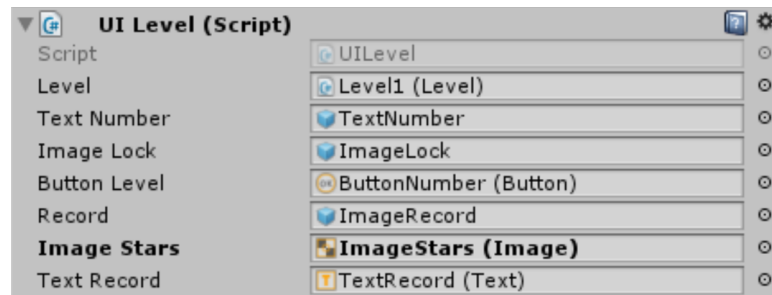 UI Level (Script)
Script UILevel
Level Level1 (Level)
Text Number TextNumber
Image Lock ImageLock
Button Level ButtonNumber (Button)
Record ImageRecord
Image Stars ImageStars (Image)
Text Record TextRecord (Text)